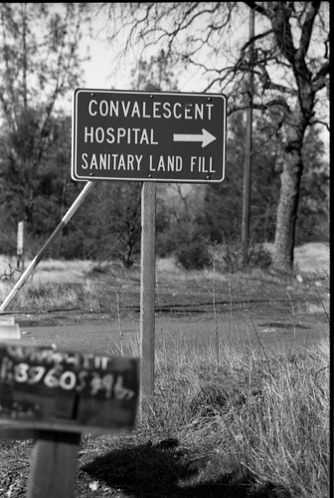 CONVALESCENT
HOSPITAL →
SANITARY LAND FILL